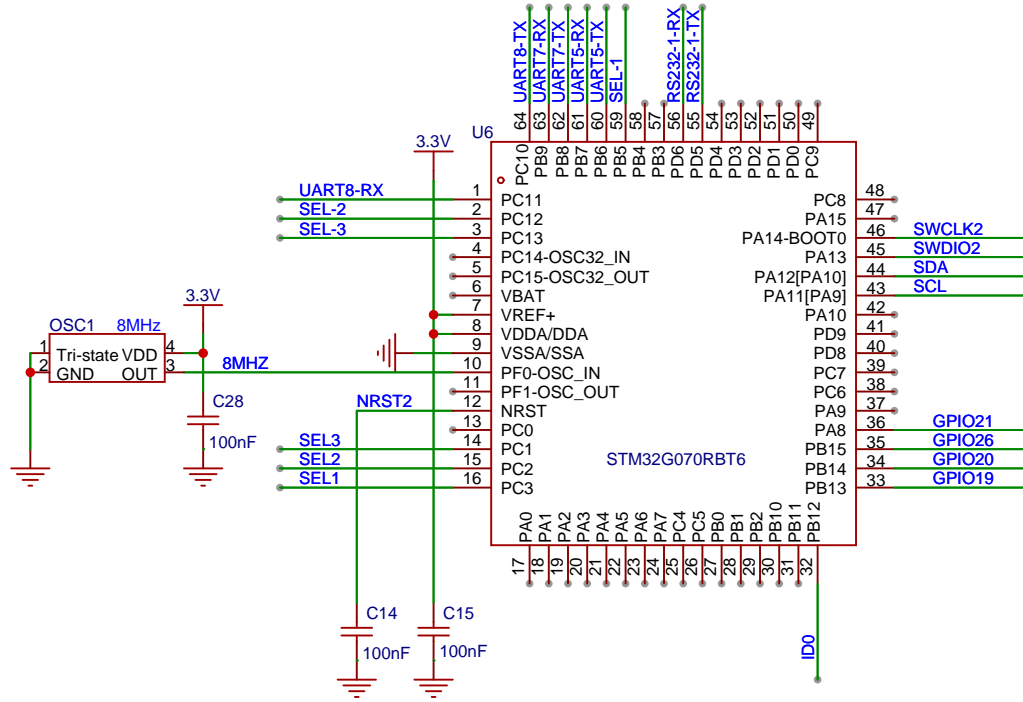 UART8-TX
UART7-RX
UART7-TX
UART5-RX
UART5-TX
SEL-1
RS232-1-RX
RS232-1-TX
64
63
62
61
60
59
58
57
56
55
54
53
52
51
50
49
U6
3.3V
PC10
PB9
PB8
PB7
PB6
PB5
PB4
PB3
PD6
PD5
PD4
PD3
PD2
PD1
PD0
PC9
UART8-RX 1 PC11
SEL-2 2 PC12
SEL-3 3 PC13
4 PC14-OSC32_IN
5 PC15-OSC32_OUT
6 VBAT
7 VREF+
8 VDDA/DDA
9 VSSA/SSA
8MHZ 10 PF0-OSC_IN
11 PF1-OSC_OUT
NRST2 12 NRST
13 PC0
SEL3 14 PC1
SEL2 15 PC2
SEL1 16 PC3
PC8 48
PA15 47
PA14-BOOT0 46 SWCLK2
PA13 45 SWDIO2
PA12[PA10] 44 SDA
PA11[PA9] 43 SCL
PA10 42
PD9 41
PD8 40
PC7 39
PC6 38
PA9 37
PA8 36 GPIO21
PB15 35 GPIO26
PB14 34 GPIO20
PB13 33 GPIO19
STM32G070RBT6
3.3V
OSC1 8MHz
1 Tri-state VDD 4
2 GND OUT 3
C28
100nF
PA0
PA1
PA2
PA3
PA4
PA5
PA6
PA7
PC4
PC5
PB0
PB1
PB2
PB10
PB11
PB12
17
18
19
20
21
22
23
24
25
26
27
28
29
30
31
32
C14
100nF
C15
100nF
ID0